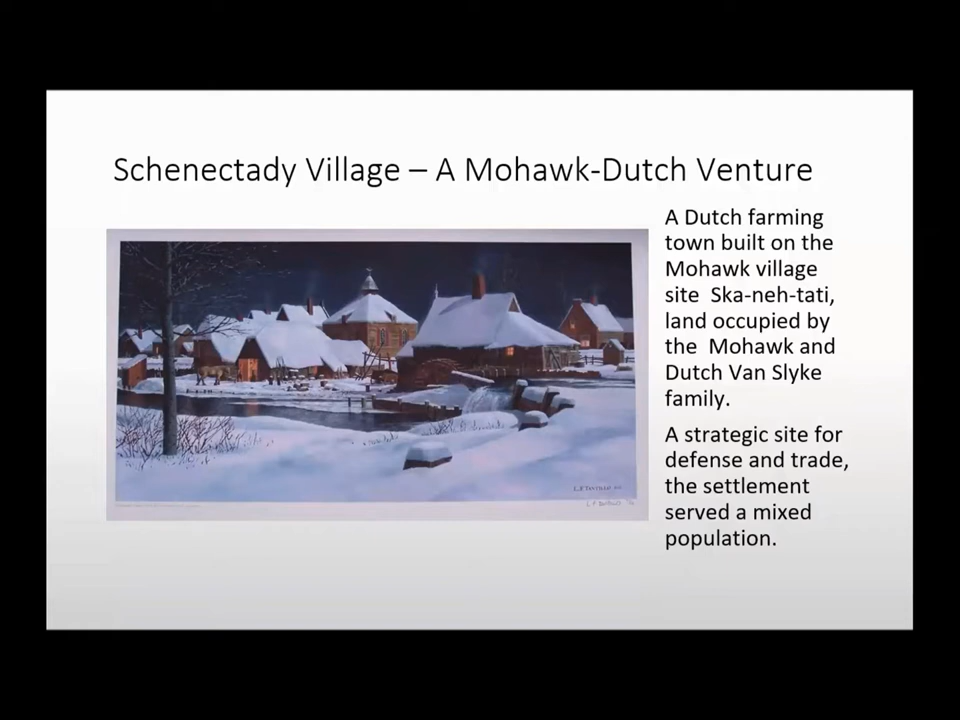 Schenectady Village – A Mohawk-Dutch Venture
A Dutch farming
town built on the
Mohawk village
site Ska-neh-tati,
land occupied by
the Mohawk and
Dutch Van Slyke
family.
A strategic site for
defense and trade,
the settlement
served a mixed
population.